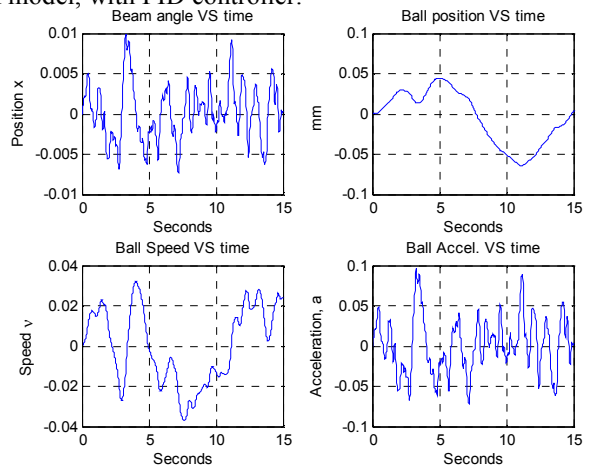 model, with PID controller.
Beam angle VS time
0.01
0.005
0
-0.005
-0.01
Position x
0 5 10 15
Seconds
Ball position VS time
0.1
0.05
0
-0.05
-0.1
mm
0 5 10 15
Seconds
Ball Speed VS time
0.04
0.02
0
-0.02
-0.04
Speed v
0 5 10 15
Seconds
Ball Accel. VS time
0.1
0.05
0
-0.05
-0.1
Acceleration, a
0 5 10 15
Seconds